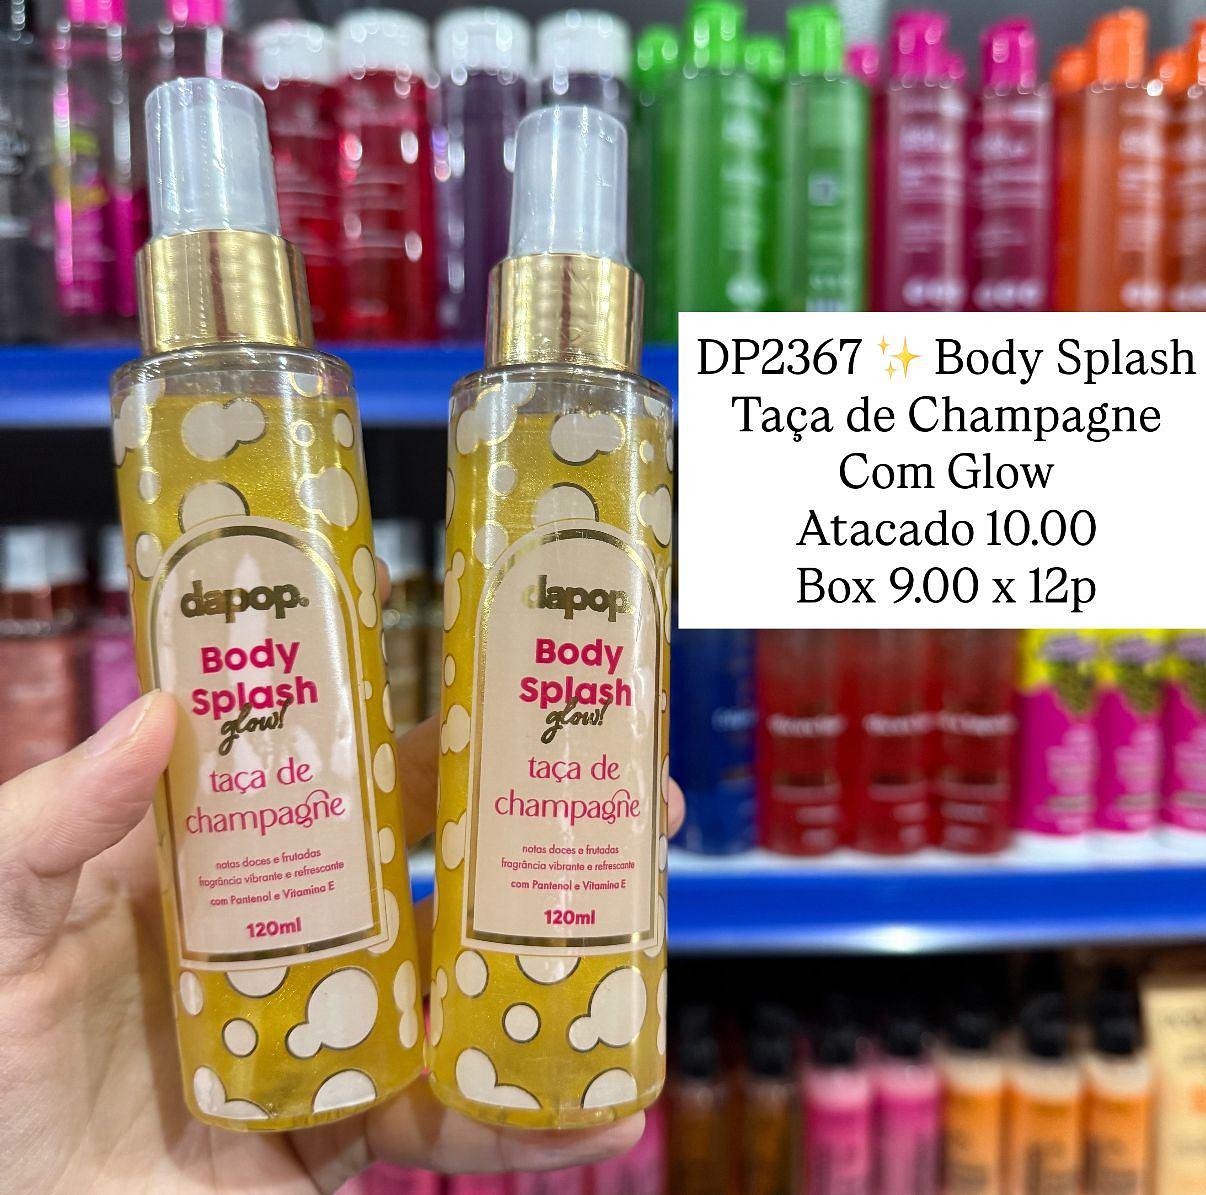 DP2367 ✨ Body Splash
Taça de Champagne
Com Glow
Atacado 10.00
Box 9.00 x 12p
dapop.
Body
Splash
glow!
taça de
champagne
notas doces e frutadas
fragrância vibrante e refrescante
com Pantenol e Vitamina E
120ml
dapop.
Body
Splash
glow!
taça de
champagne
notas doces e frutadas
fragrância vibrante e refrescante
com Pantenol e Vitamina E
120ml